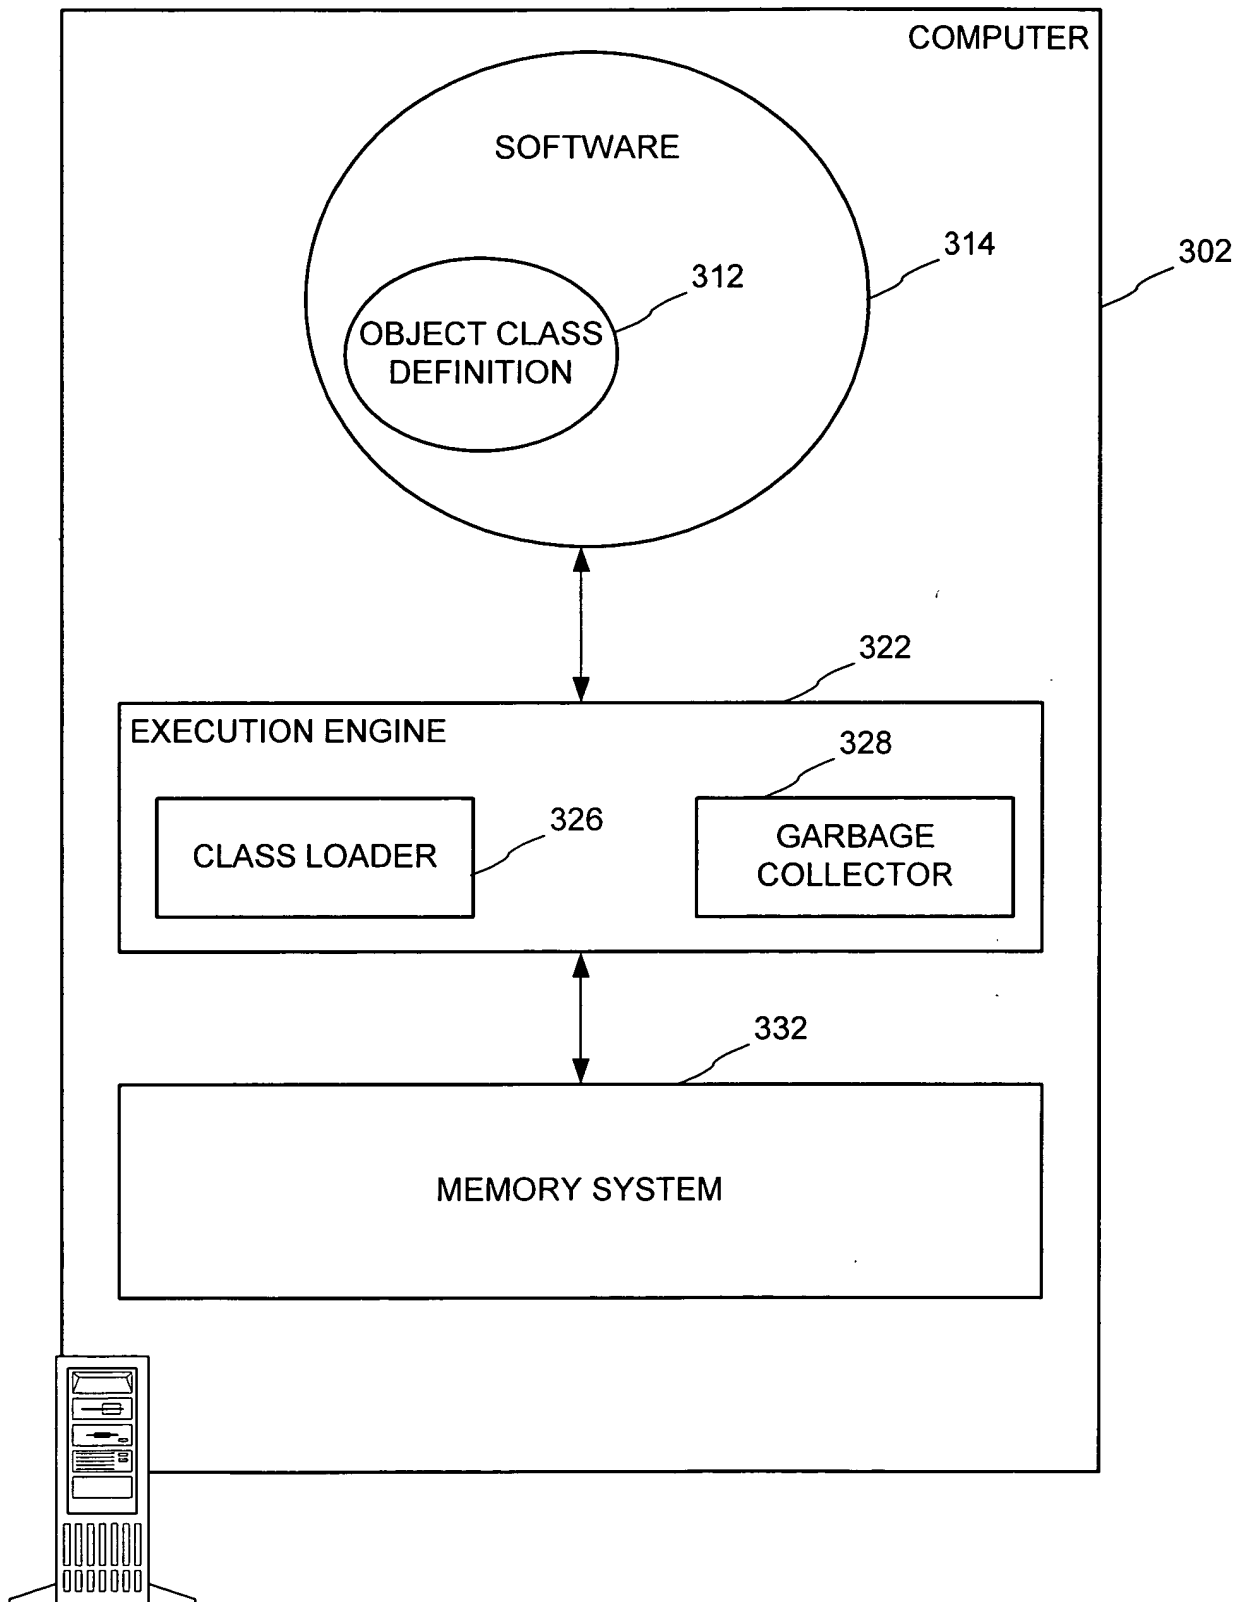 COMPUTER
SOFTWARE
314
302
312
OBJECT CLASS
DEFINITION
322
EXECUTION ENGINE
328
326
CLASS LOADER
GARBAGE
COLLECTOR
332
MEMORY SYSTEM